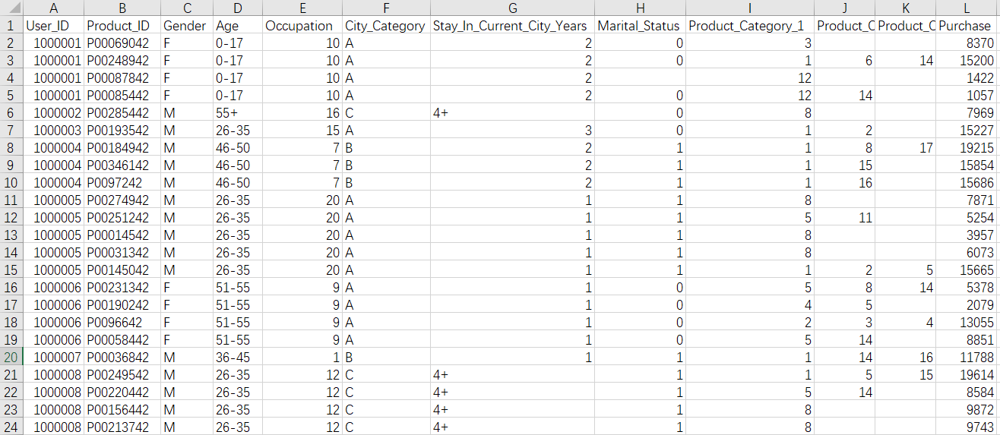 A B C D E F G H I J K L
1 User_ID Product_ID Gender Age Occupation City_Category Stay_In_Current_City_Years Marital_Status Product_Category_1 Product_C Product_C Purchase
2 1000001 P00069042 F 0-17 10 A 2 0 3 8370
3 1000001 P00248942 F 0-17 10 A 2 0 1 6 14 15200
4 1000001 P00087842 F 0-17 10 A 2 12 1422
5 1000001 P00085442 F 0-17 10 A 2 0 12 14 1057
6 1000002 P00285442 M 55+ 16 C 4+ 0 8 7969
7 1000003 P00193542 M 26-35 15 A 3 0 1 2 15227
8 1000004 P00184942 M 46-50 7 B 2 1 1 8 17 19215
9 1000004 P00346142 M 46-50 7 B 2 1 1 15 15854
10 1000004 P0097242 M 46-50 7 B 2 1 1 16 15686
11 1000005 P00274942 M 26-35 20 A 1 1 8 7871
12 1000005 P00251242 M 26-35 20 A 1 1 5 11 5254
13 1000005 P00014542 M 26-35 20 A 1 1 8 3957
14 1000005 P00031342 M 26-35 20 A 1 1 8 6073
15 1000005 P00145042 M 26-35 20 A 1 1 1 2 5 15665
16 1000006 P00231342 F 51-55 9 A 1 0 5 8 14 5378
17 1000006 P00190242 F 51-55 9 A 1 0 4 5 2079
18 1000006 P0096642 F 51-55 9 A 1 0 2 3 4 13055
19 1000006 P00058442 F 51-55 9 A 1 0 5 14 8851
20 1000007 P00036842 M 36-45 1 B 1 1 1 14 16 11788
21 1000008 P00249542 M 26-35 12 C 4+ 1 1 5 15 19614
22 1000008 P00220442 M 26-35 12 C 4+ 1 5 14 8584
23 1000008 P00156442 M 26-35 12 C 4+ 1 8 9872
24 1000008 P00213742 M 26-35 12 C 4+ 1 8 9743